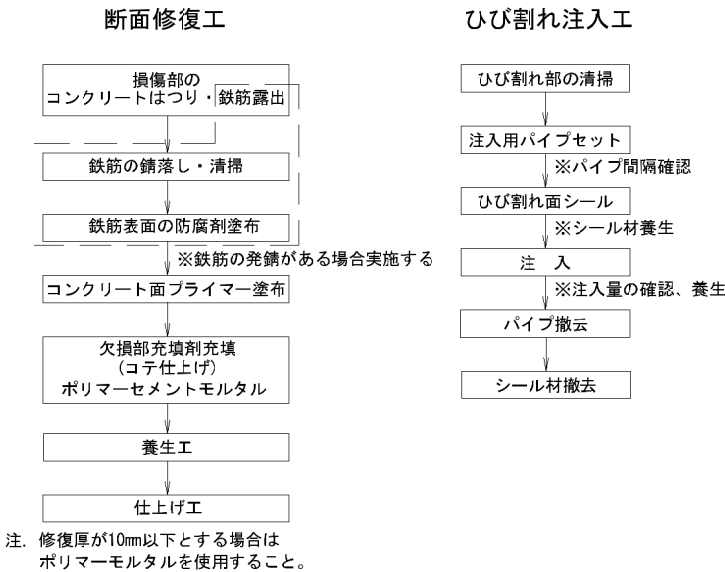 断面修復工
損傷部の
コンクリートはつり・鉄筋露出
鉄筋の錆落し・清掃
鉄筋表面の防腐剤塗布
※鉄筋の発錆がある場合実施する
コンクリート面プライマー塗布
欠損部充填剤充填
(コテ仕上げ)
ポリマーセメントモルタル
養生工
仕上げ工
注．修復厚が10mm以下とする場合は
ポリマーモルタルを使用すること。
ひび割れ注入工
ひび割れ部の清掃
注入用パイプセット
※パイプ間隔確認
ひび割れ面シール
※シール材養生
注　入
※注入量の確認、養生
パイプ撤去
シール材撤去